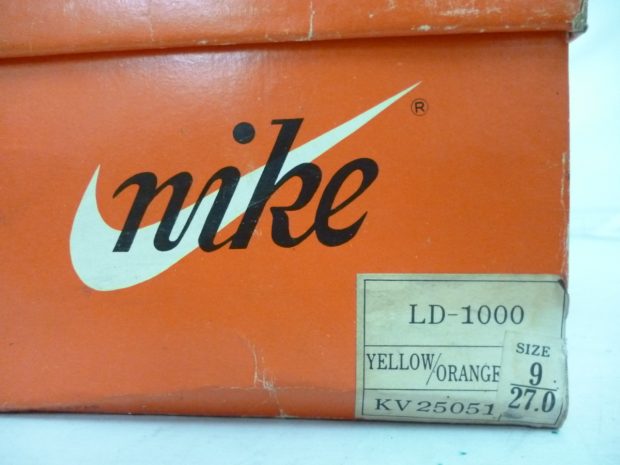 nike ®
LD-1000
YELLOW/ORANGE
KV 25051
SIZE
9
27.0